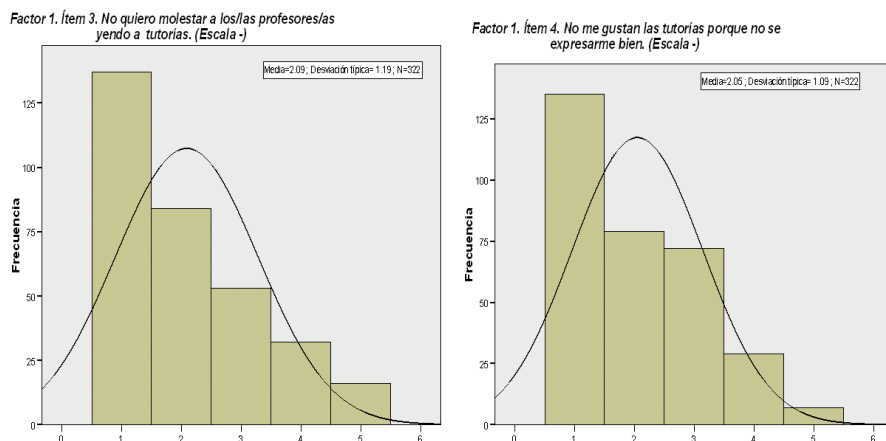 Factor 1. Ítem 3. No quiero molestar a los/las profesores/as
yendo a tutorías. (Escala -)
Media=2.09; Desviación típica= 1.19; N=322
125
100
75
50
25
0
Frecuencia
0 1 2 3 4 5 6
Factor 1. Ítem 4. No me gustan las tutorías porque no se
expresarme bien. (Escala -)
Media=2.05; Desviación típica= 1.09; N=322
125
100
75
50
25
0
Frecuencia
0 1 2 3 4 5 6